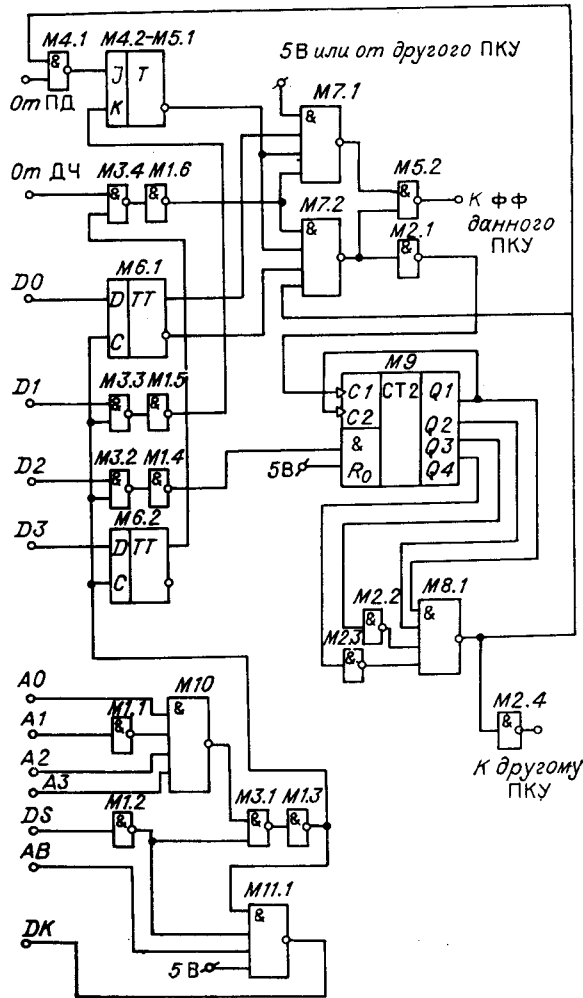 M4.1
M4.2-M5.1
&
J
T
K
От ПД
5В или от другого ПКУ
M7.1
&
От ДЧ
M3.4
M1.6
&
&
M7.2
&
M5.2
&
К ФФ
данного
ПКУ
M2.1
&
M6.1
D0
D
TT
C
M3.3
M1.5
D1
&
&
M9
C1
C2
CT2
Q1
Q2
Q3
Q4
&
R0
5В
M3.2
M1.4
D2
&
&
M6.2
D3
D
TT
C
M8.1
&
M2.2
&
M2.3
&
M2.4
&
К другому
ПКУ
A0
M10
&
M1.1
A1
&
A2
A3
M1.2
DS
&
M3.1
M1.3
&
&
AB
M11.1
&
DK
5 В